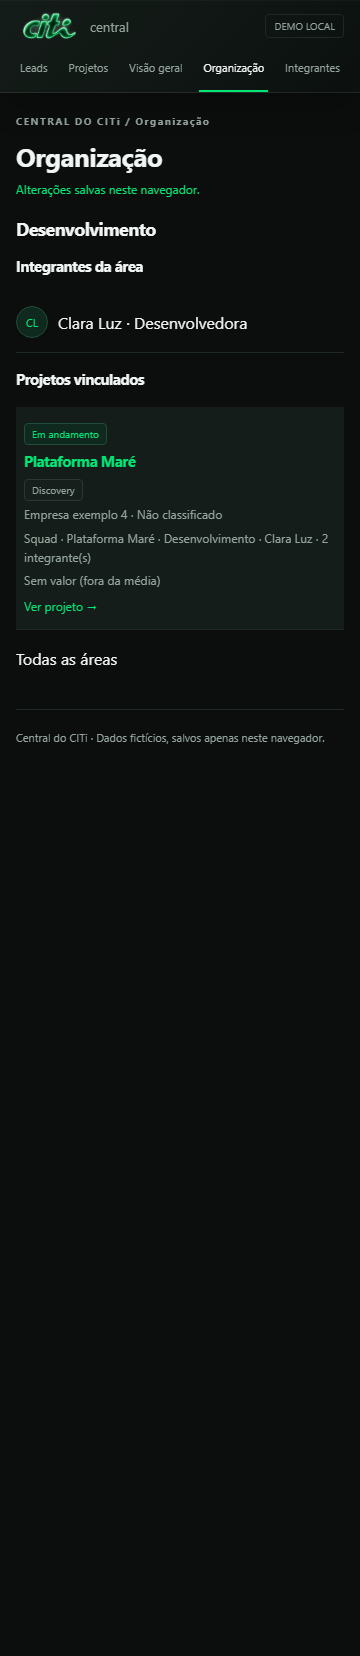 citi central DEMO LOCAL
Leads Projetos Visão geral Organização Integrantes
CENTRAL DO CITi / Organização
Organização
Alterações salvas neste navegador.
Desenvolvimento
Integrantes da área
CL Clara Luz · Desenvolvedora
Projetos vinculados
Em andamento
Plataforma Maré
Discovery
Empresa exemplo 4 · Não classificado
Squad · Plataforma Maré · Desenvolvimento · Clara Luz · 2
integrante(s)
Sem valor (fora da média)
Ver projeto →
Todas as áreas
Central do CITi · Dados fictícios, salvos apenas neste navegador.